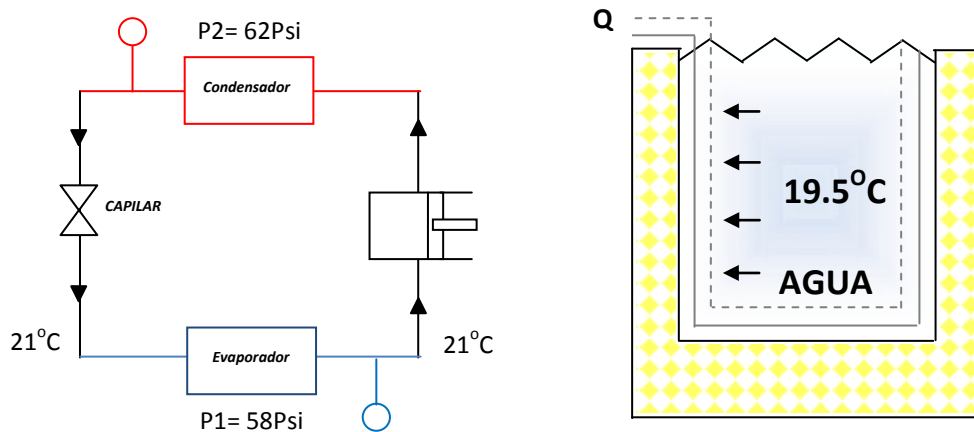 P2= 62Psi
Condensador
CAPILAR
21°C
Evaporador
21°C
P1= 58Psi
Q
19.5°C
AGUA